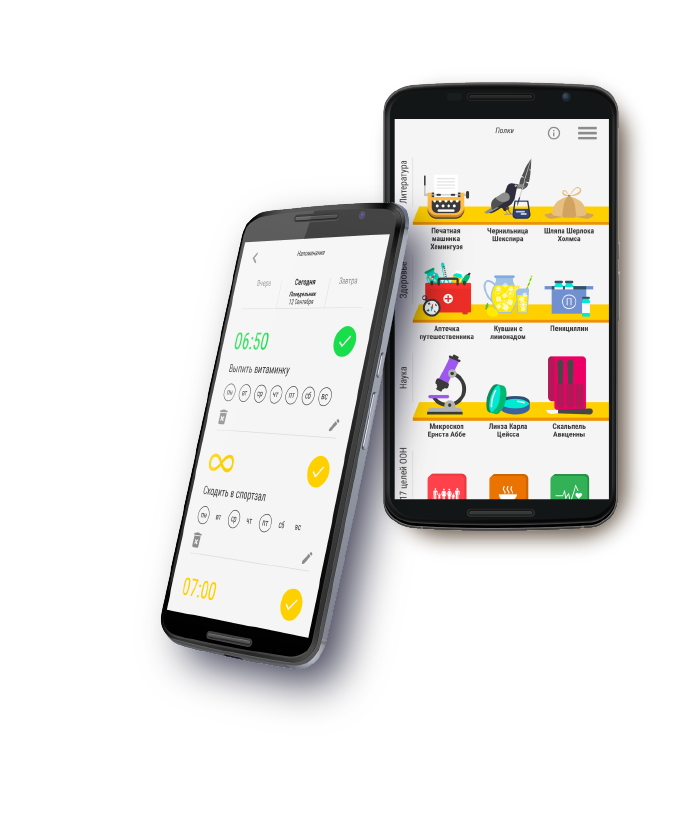 Полки
Литература
Печатная
машинка
Хемингуэя
Чернильница
Шекспира
Шляпа Шерлока
Холмса
Здоровье
Аптечка
путешественника
Кувшин с
лимонадом
П
Пенициллин
Наука
Микроскоп
Ернста Аббе
Линза Карла
Цейсса
Скальпель
Авиценны
17 целей ООН
Напоминание
Вчера
Сегодня
Завтра
Понедельник
12 Сентября
06:50
Выпить витаминку
пн вт ср чт пт сб вс
Сходить в спортзал
пн вт ср чт пт сб вс
07:00